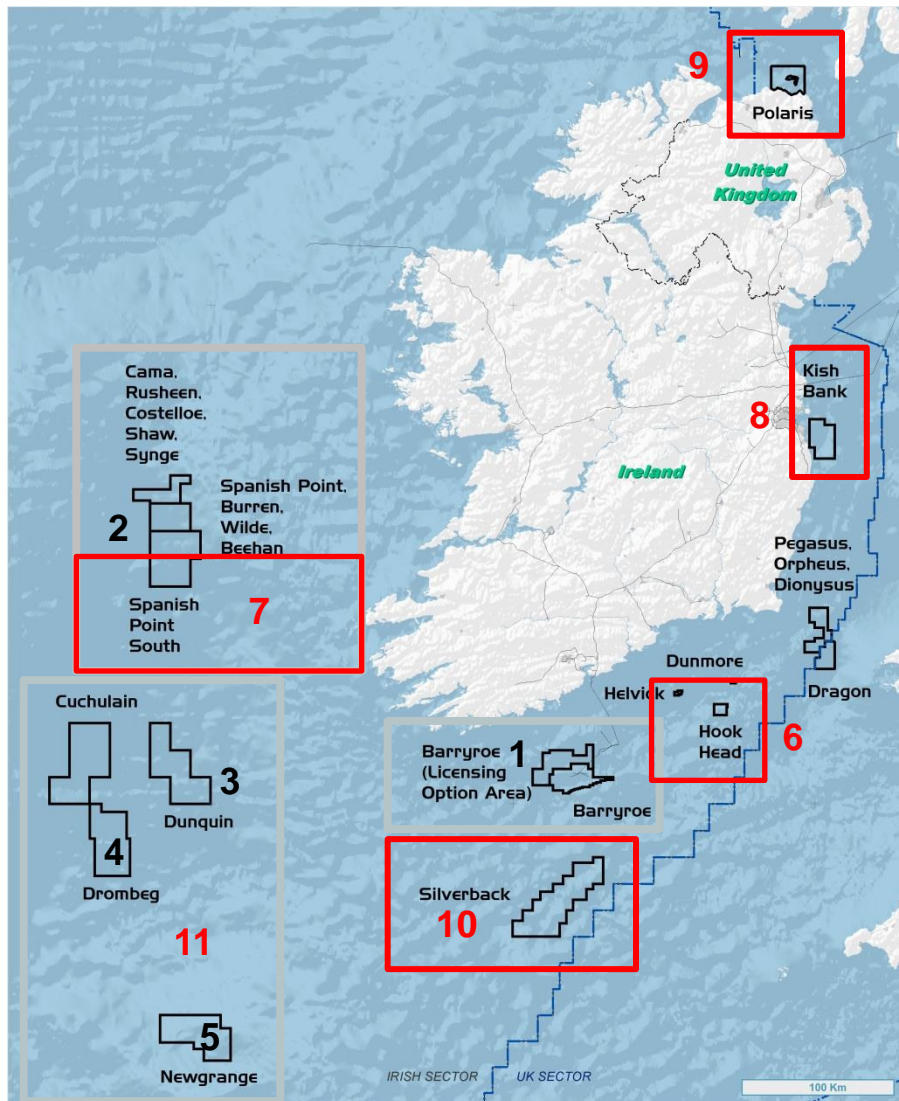 9
Polaris
United
Kingdom
Cama,
Rusheen,
Costelloe,
Shaw,
Synge
Kish
Bank
8
Ireland
Spanish Point,
Burren,
Wilde,
Beehan
2
Pegasus,
Orpheus,
Dionysus
Spanish
Point
South
7
Dunmore
Helvick
Dragon
Cuchulain
Hook
Head
6
Barryroe
(Licensing
Option Area)
1
Barryroe
3
Dunquin
4
Drombeg
Silverback
10
11
5
Newgrange
IRISH SECTOR
UK SECTOR
100 Km